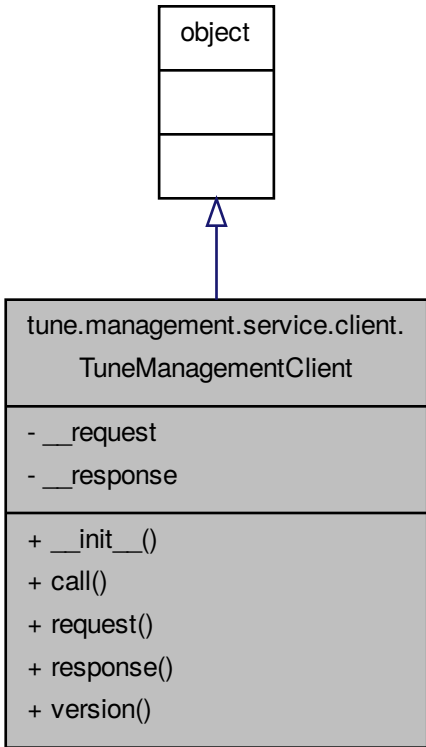 object
tune.management.service.client.
TuneManagementClient
- __request
- __response
+ __init__()
+ call()
+ request()
+ response()
+ version()